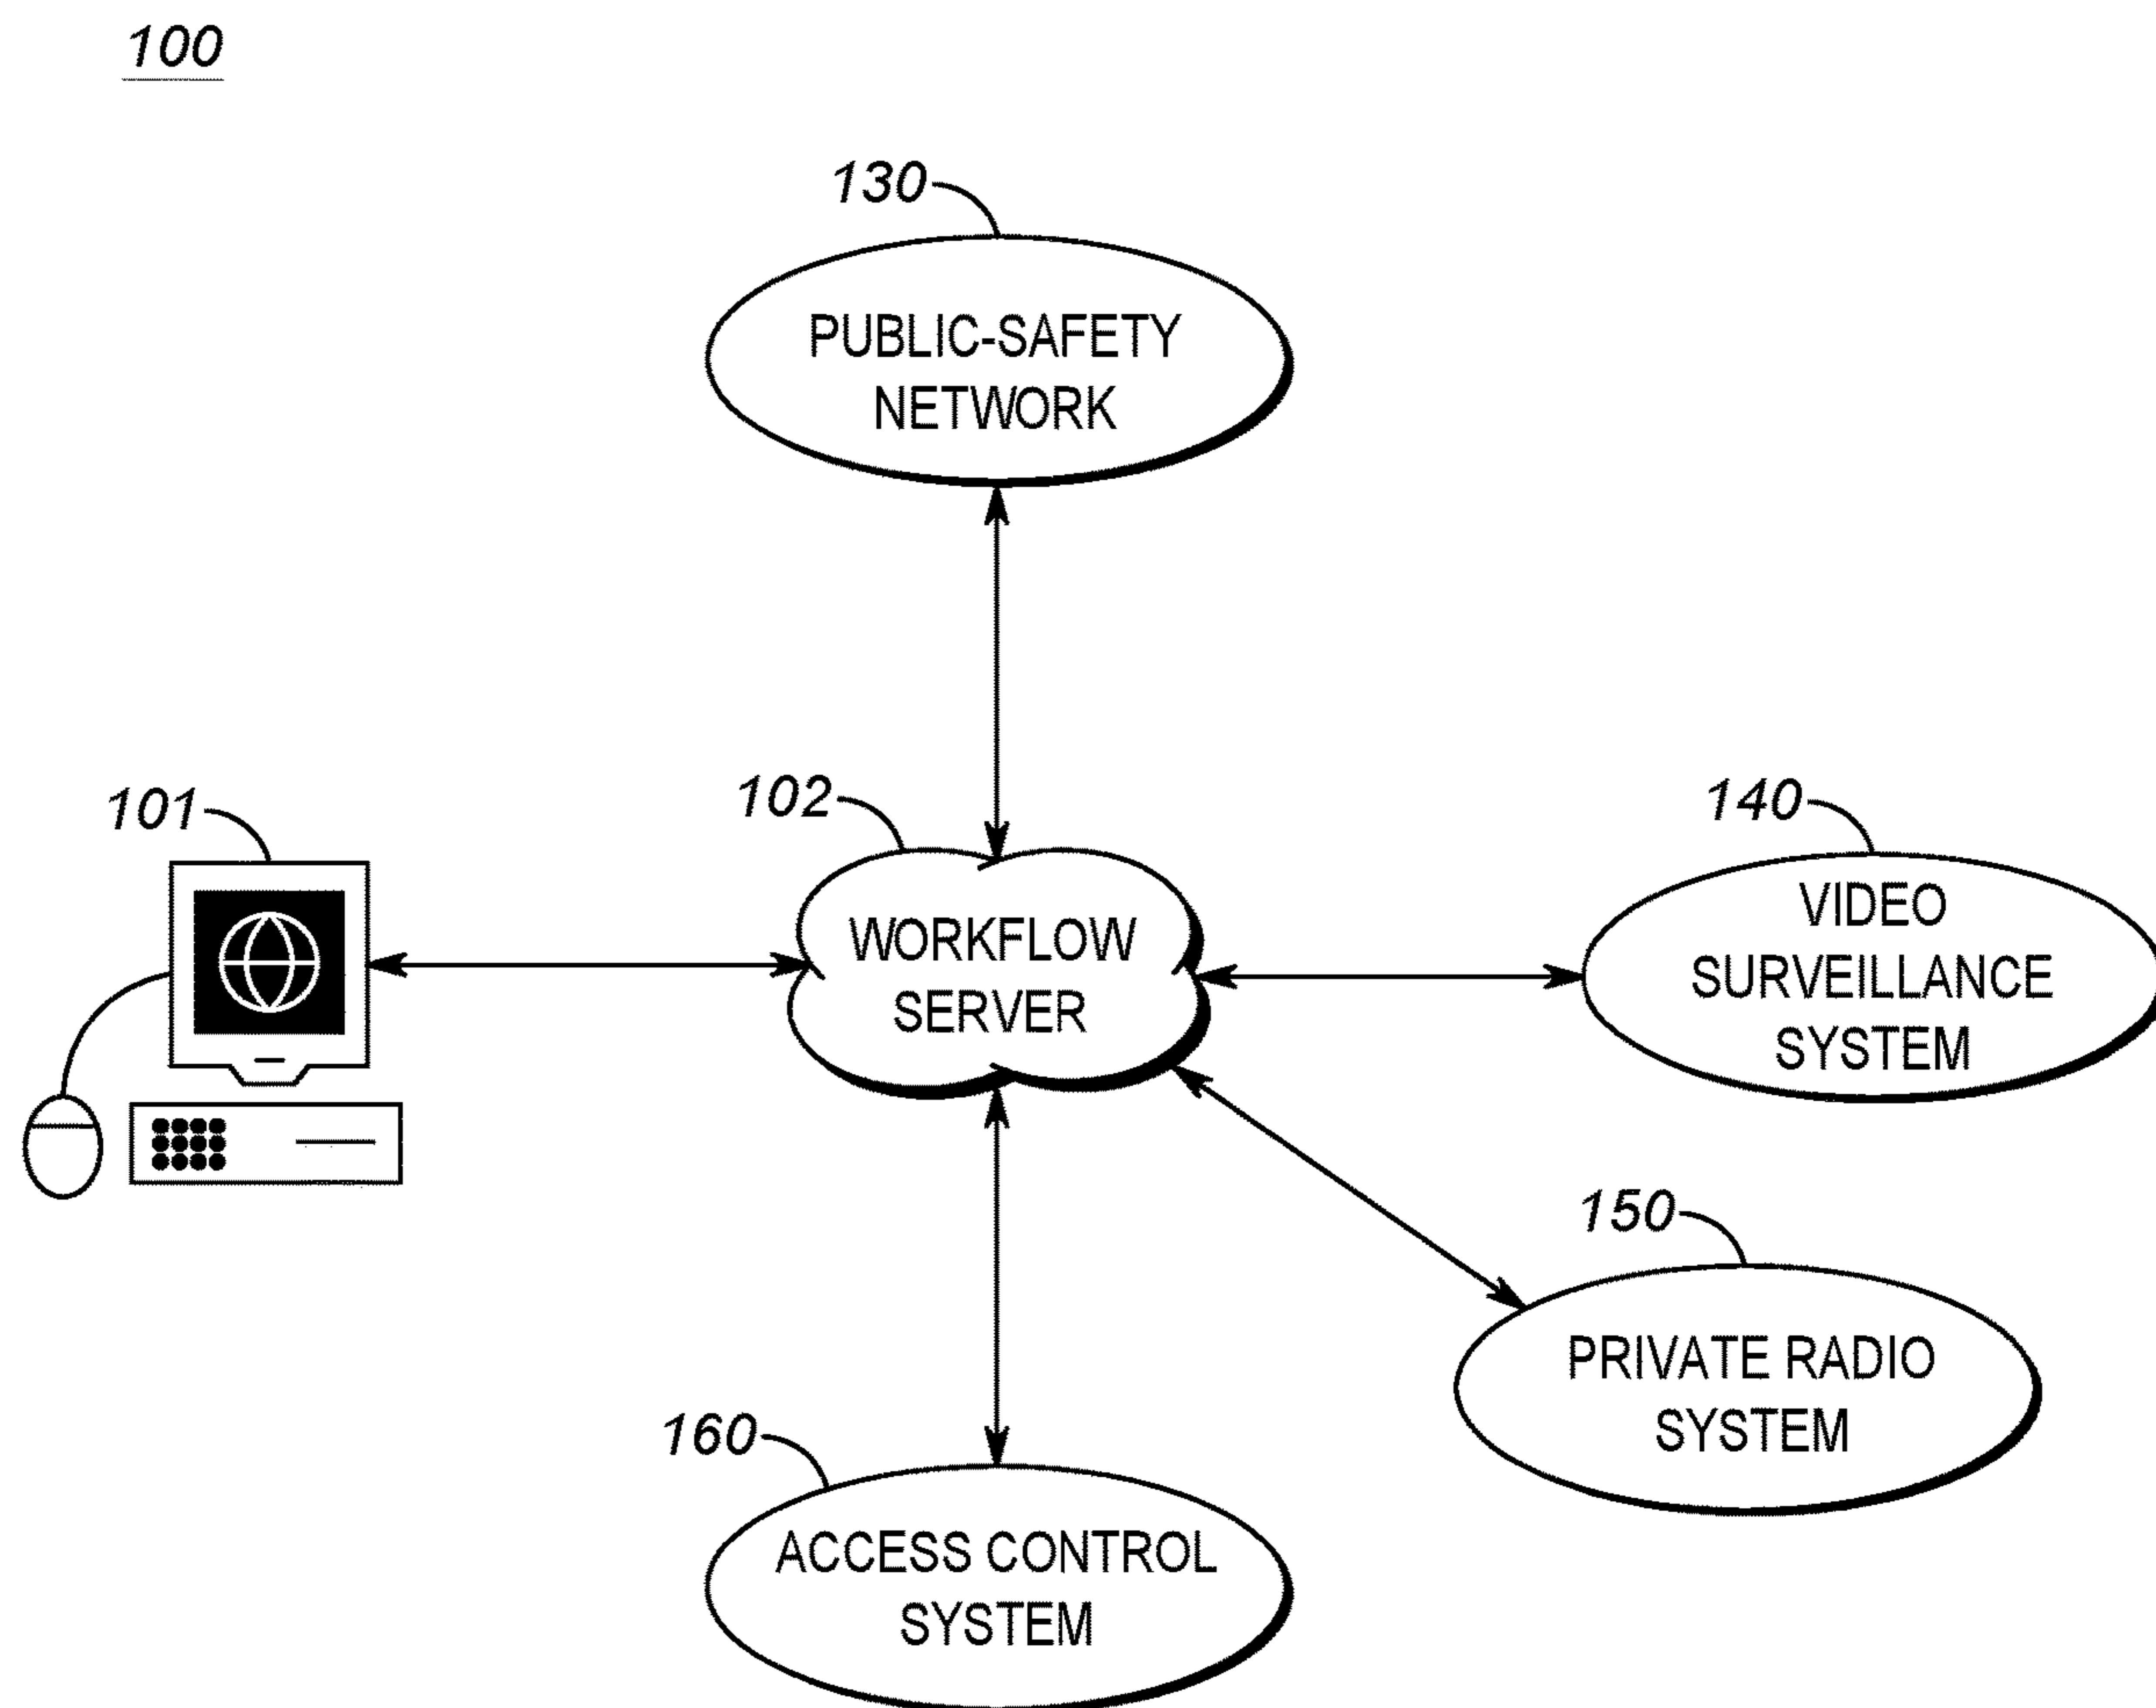 100
130
PUBLIC-SAFETY
NETWORK
101
102
WORKFLOW
SERVER
140
VIDEO
SURVEILLANCE
SYSTEM
150
PRIVATE RADIO
SYSTEM
160
ACCESS CONTROL
SYSTEM